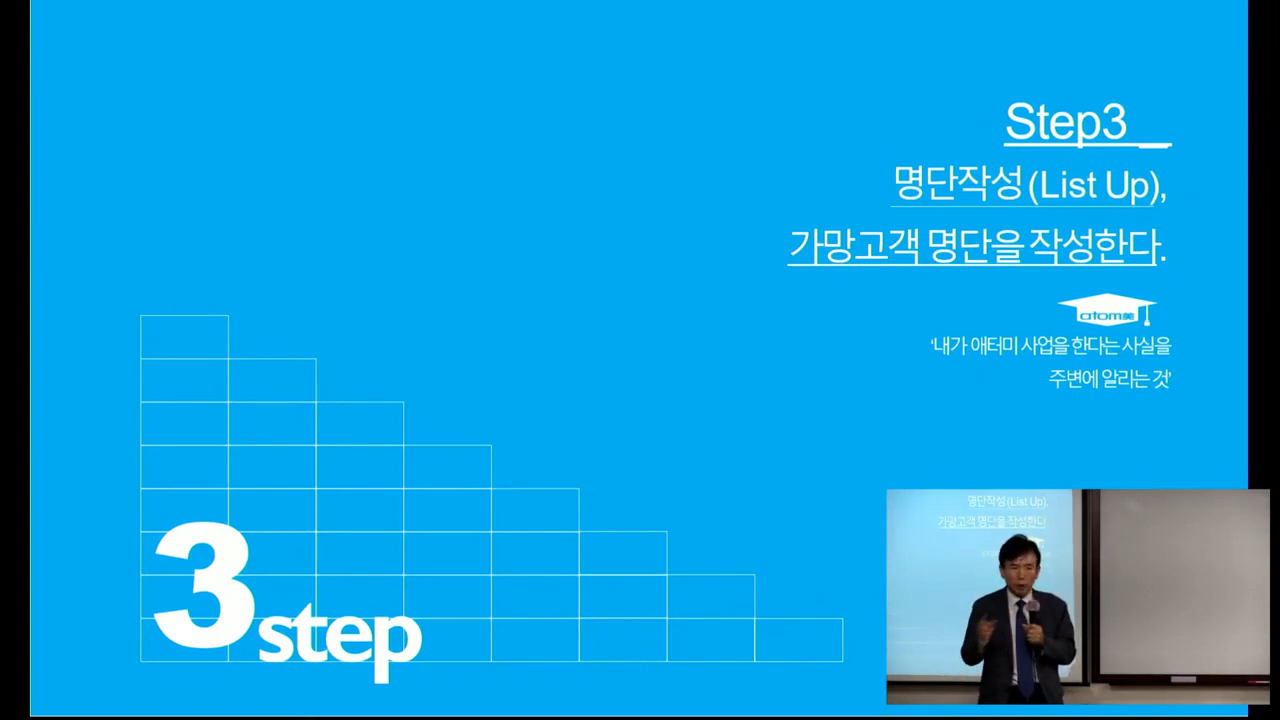 Step3 _
명단작성 (List Up),
가망고객 명단을 작성한다.
atom美
‘내가 애터미 사업을 한다는 사실을
주변에 알리는 것’
3step
명단작성 (List Up),
가망고객 명단을 작성한다